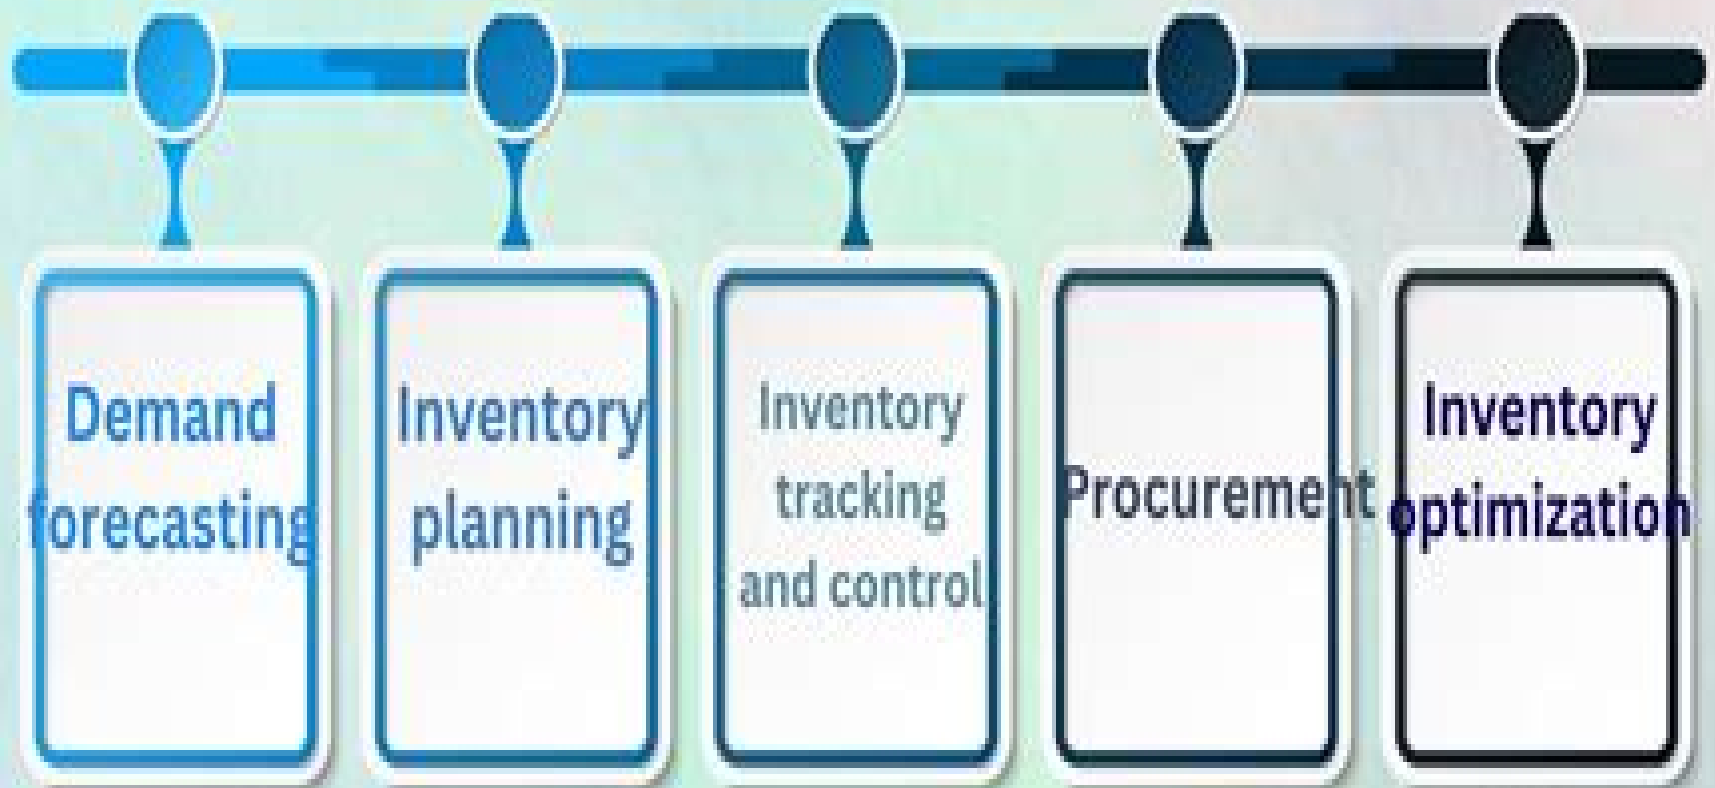 Demand
forecasting
Inventory
planning
Inventory
tracking
and control
Procurement
Inventory
optimization